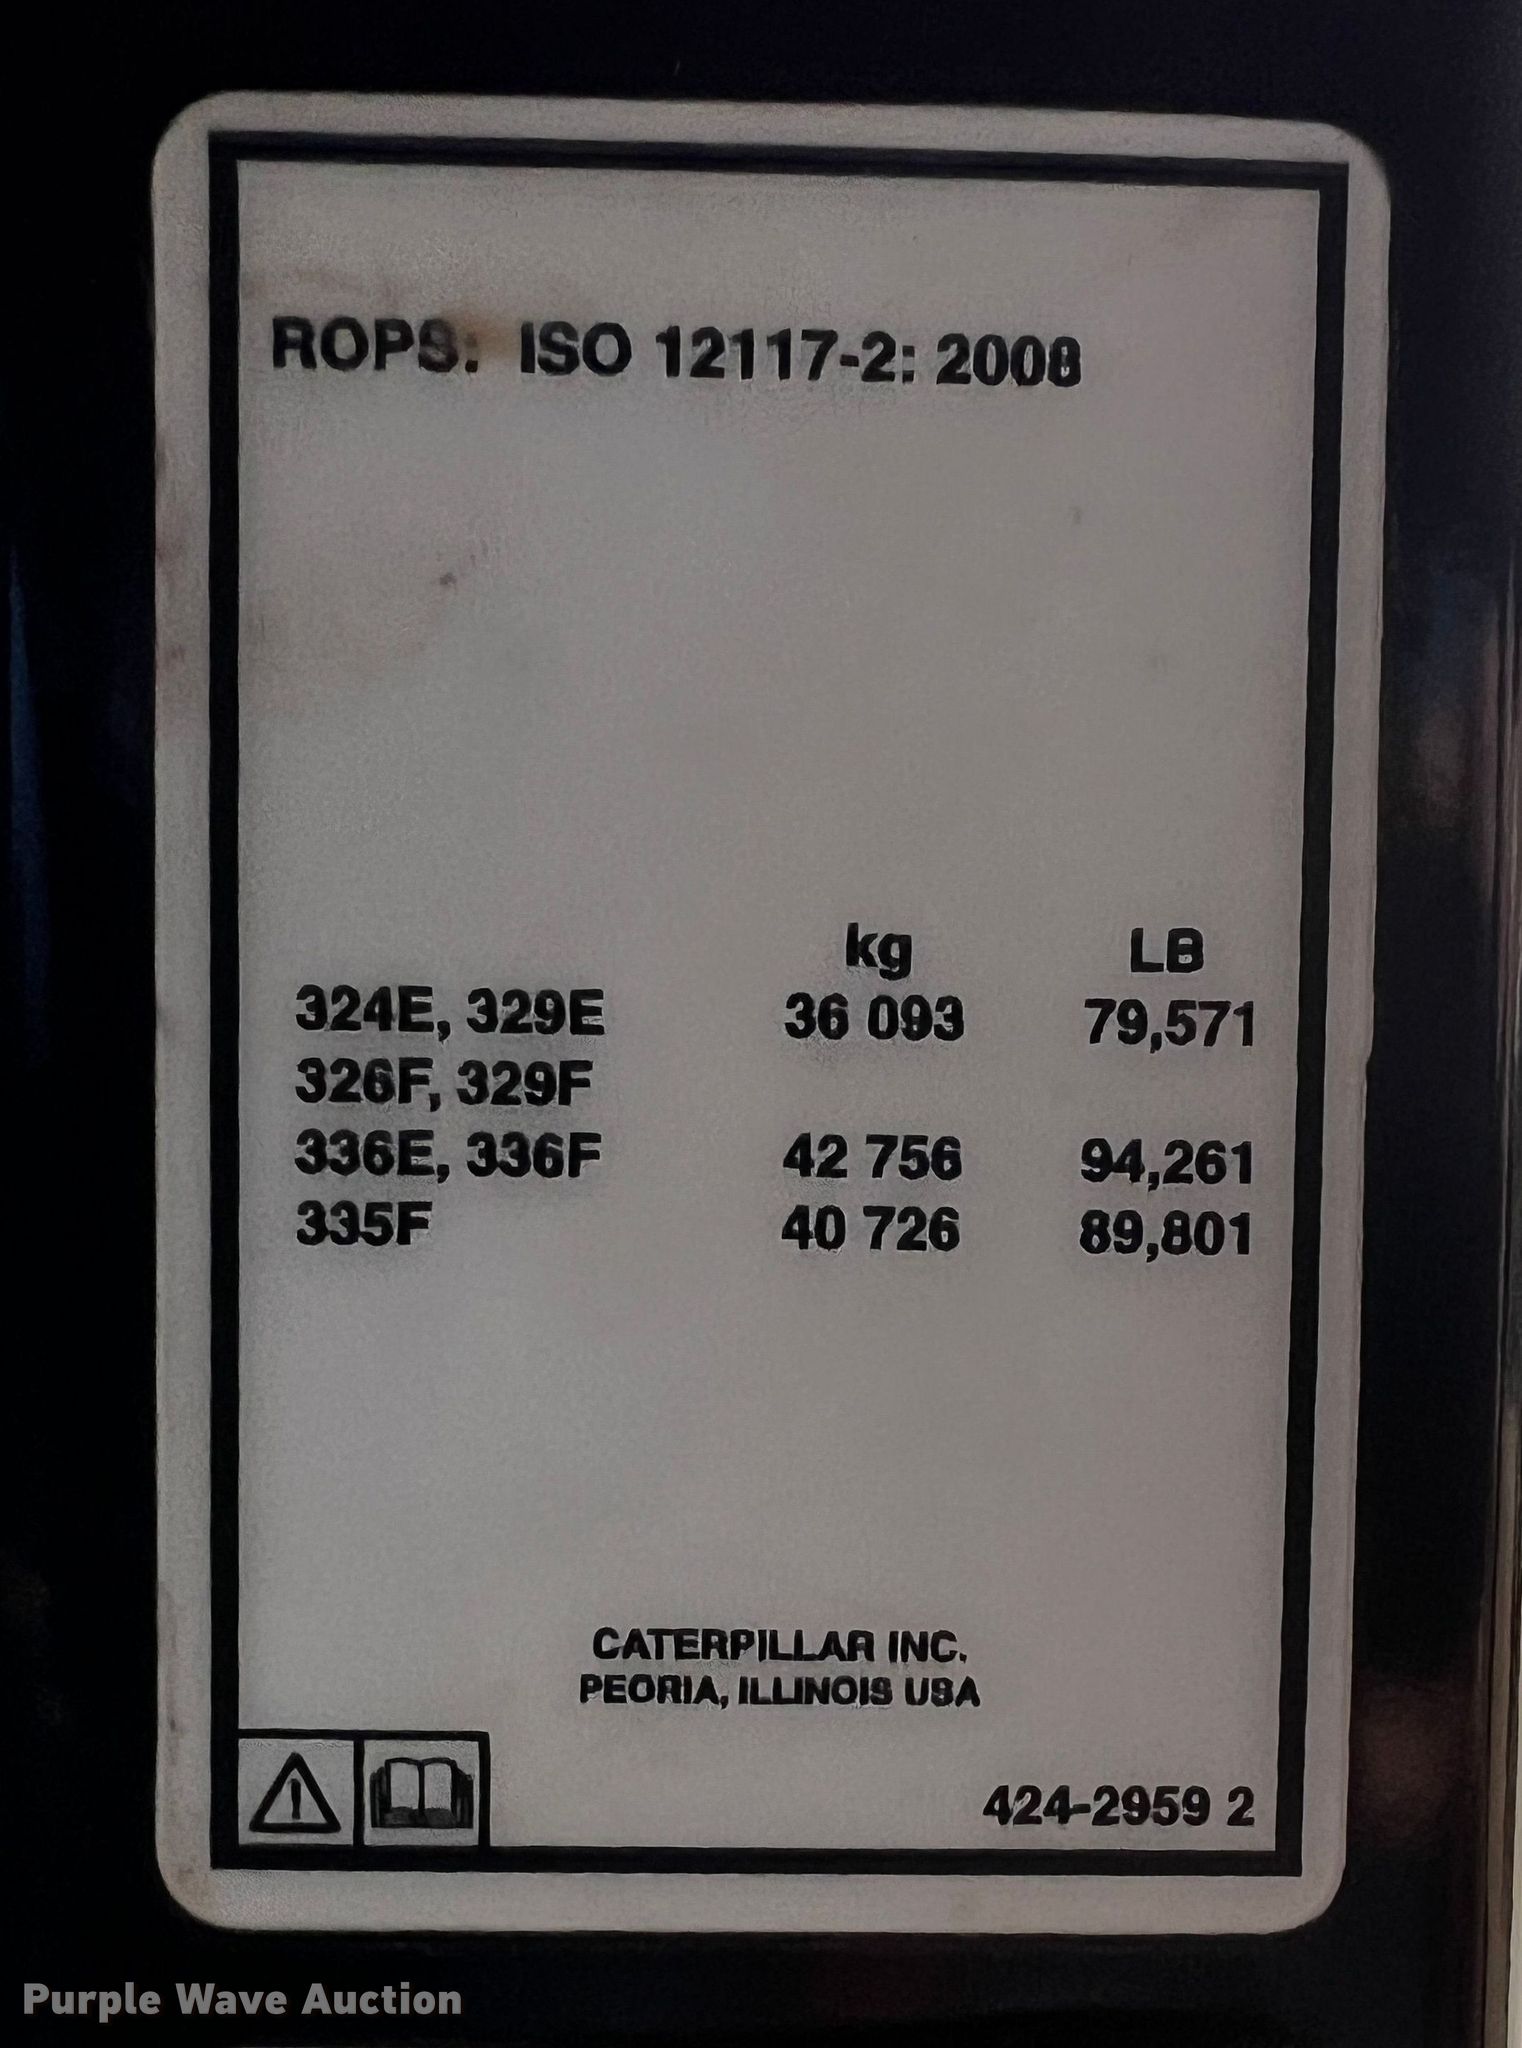 ROPS: ISO 12117-2: 2008
kg LB
324E, 329E 36 093 79,571
326F, 329F
336E, 336F 42 756 94,261
335F 40 726 89,801
CATERPILLAR INC.
PEORIA, ILLINOIS USA
424-2959 2
Purple Wave Auction